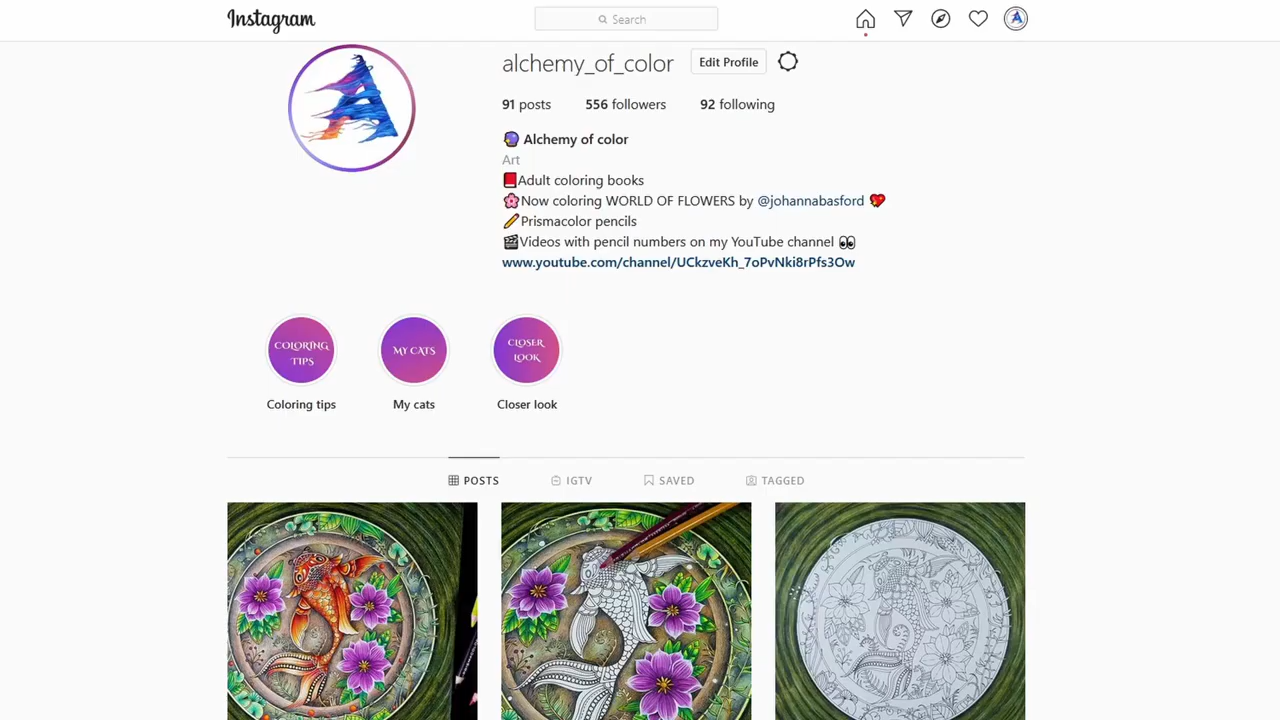 Instagram
Search
alchemy_of_color
Edit Profile
91 posts 556 followers 92 following
🔮 Alchemy of color
Art
📕Adult coloring books
🌸Now coloring WORLD OF FLOWERS by @johannabasford 💖
✏️Prismacolor pencils
🎬Videos with pencil numbers on my YouTube channel 👀
www.youtube.com/channel/UCkzveKh_7oPvNki8rPfs3Ow
COLORING
TIPS
MY CATS
CLOSER
LOOK
Coloring tips
My cats
Closer look
POSTS
IGTV
SAVED
TAGGED